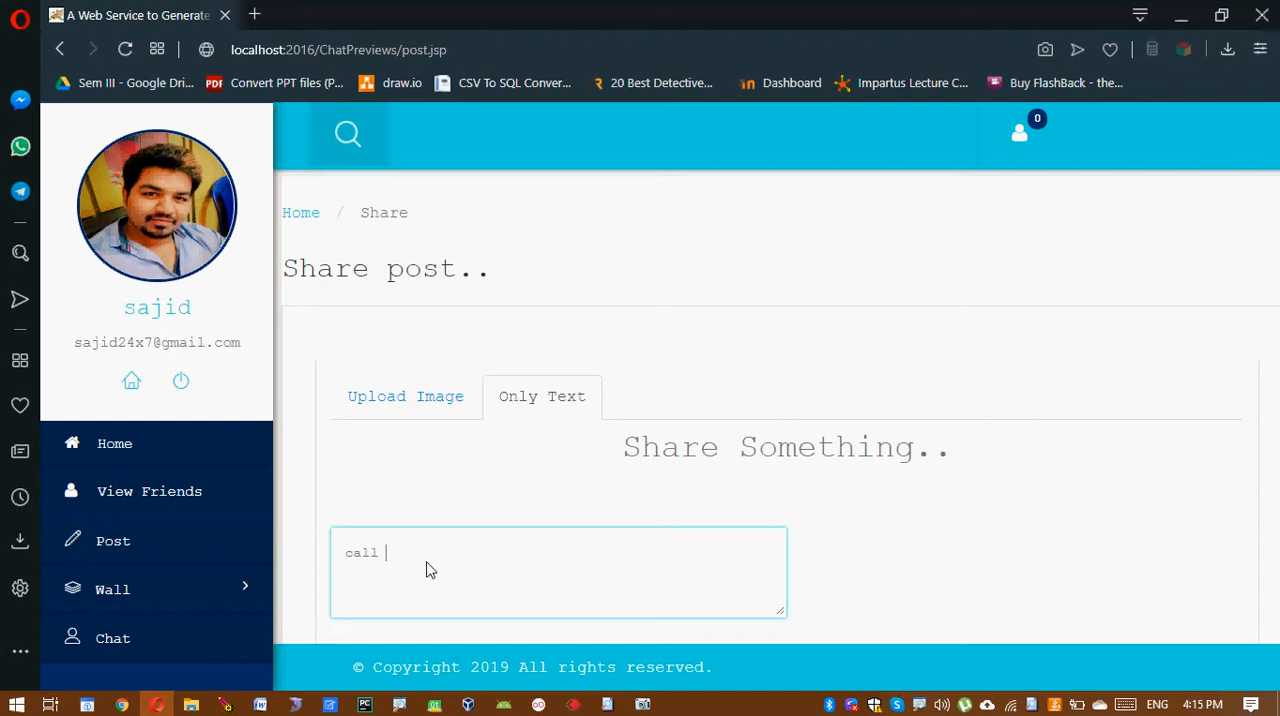 A Web Service to Generate
localhost:2016/ChatPreviews/post.jsp
Sem III - Google Dri...
PDF
Convert PPT files (P...
draw.io
CSV To SQL Conver...
20 Best Detective...
in
Dashboard
Impartus Lecture C...
Buy FlashBack - the...
0
sajid
sajid24x7@gmail.com
Home
View Friends
Post
Wall
Chat
Home / Share
Share post..
Upload Image
Only Text
Share Something..
call
© Copyright 2019 All rights reserved.
ENG
4:15 PM